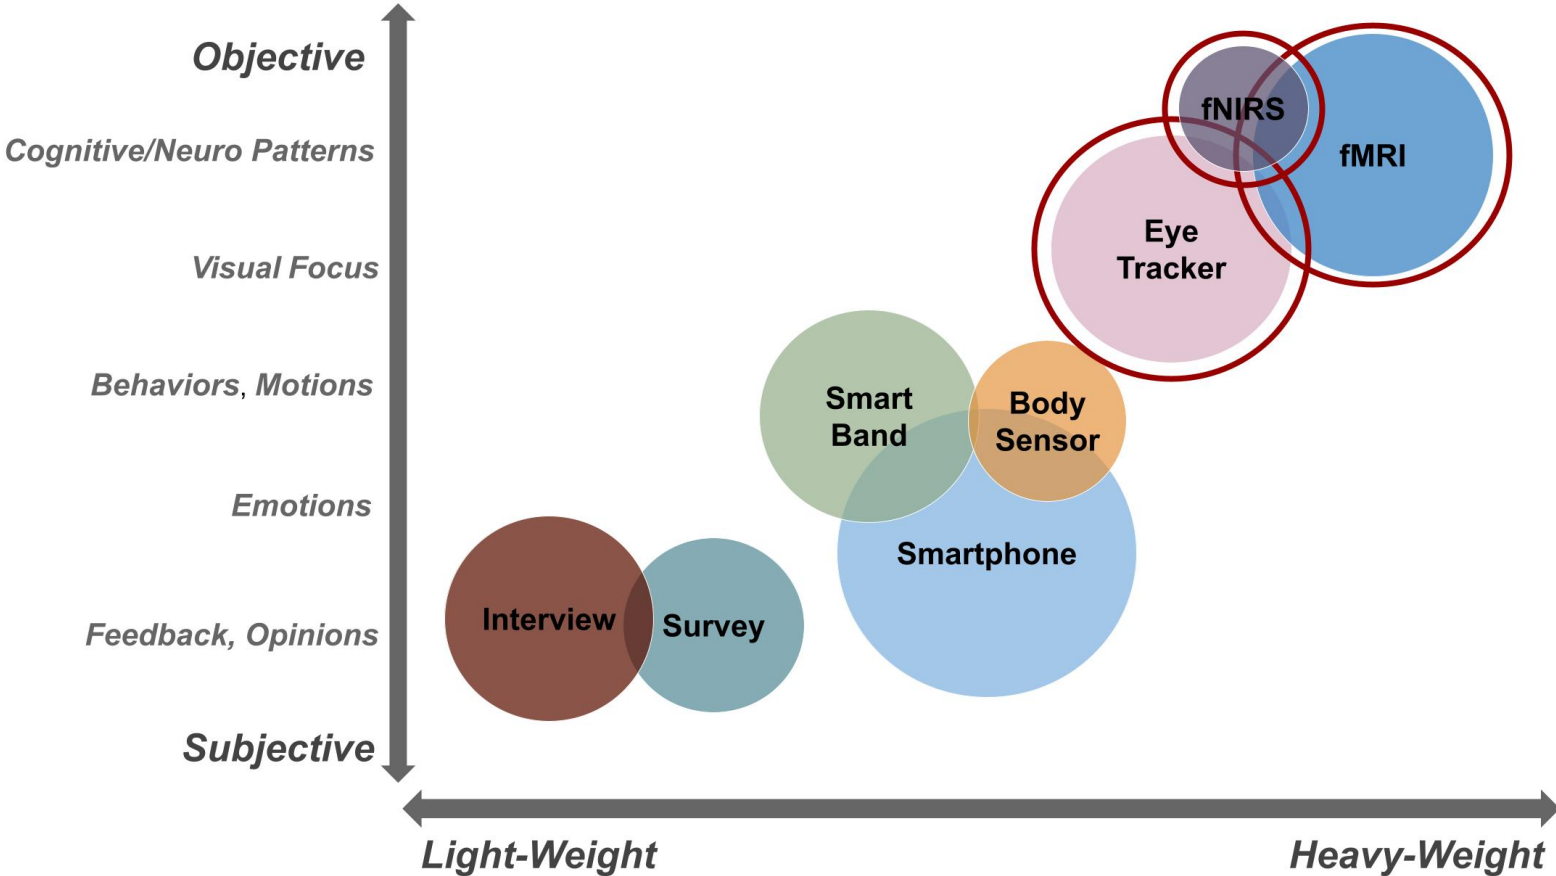 Objective
Cognitive/Neuro Patterns
Visual Focus
Behaviors, Motions
Emotions
Feedback, Opinions
Subjective
fNIRS
fMRI
Eye
Tracker
Smart
Band
Body
Sensor
Smartphone
Interview
Survey
Light-Weight
Heavy-Weight